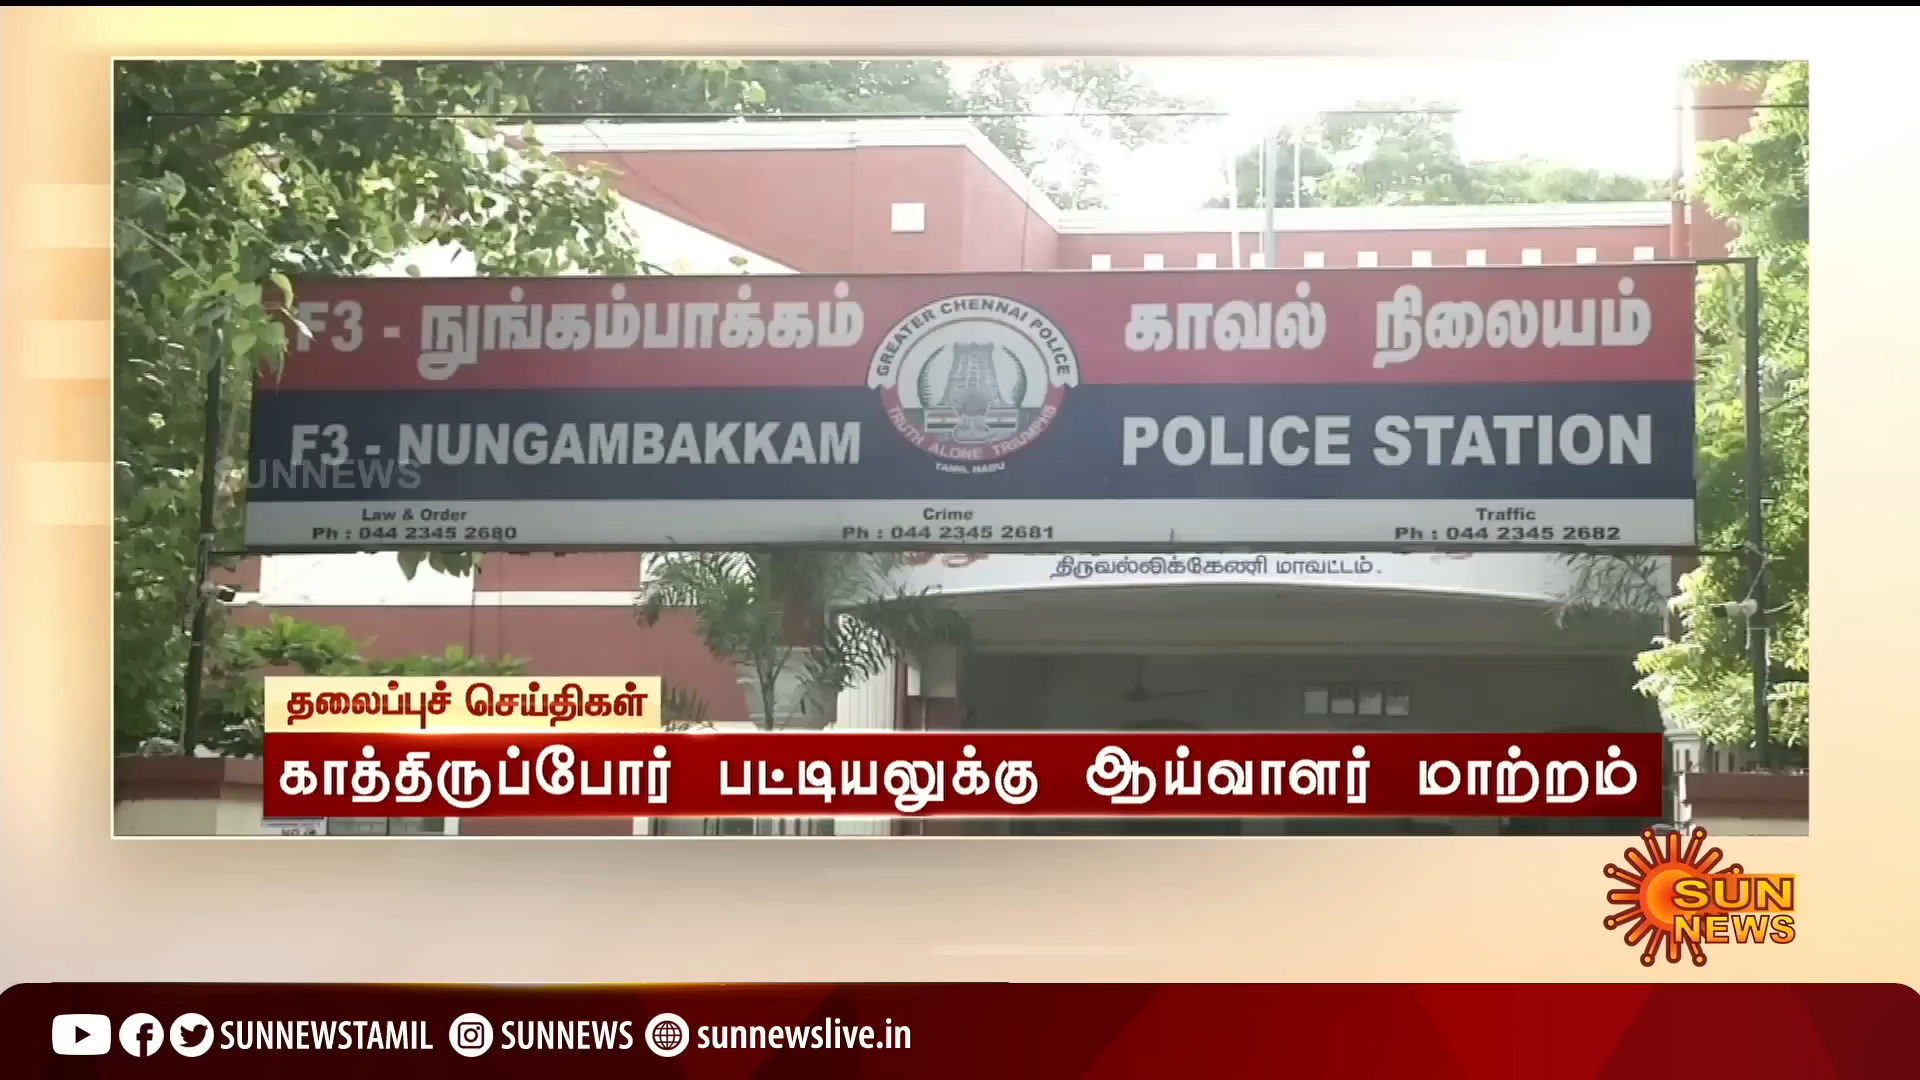 F3 - நுங்கம்பாக்கம் காவல் நிலையம்
GREATER CHENNAI POLICE
TRUTH ALONE TRIUMPHS
TAMIL NADU
F3 - NUNGAMBAKKAM POLICE STATION
SUNNEWS
Law & Order Crime Traffic
Ph : 044 2345 2680 Ph : 044 2345 2681 Ph : 044 2345 2682
திருவல்லிக்கேணி மாவட்டம்.
தலைப்புச் செய்திகள்
காத்திருப்போர் பட்டியலுக்கு ஆய்வாளர் மாற்றம்
SUN
NEWS
SUNNEWSTAMIL SUNNEWS sunnewslive.in